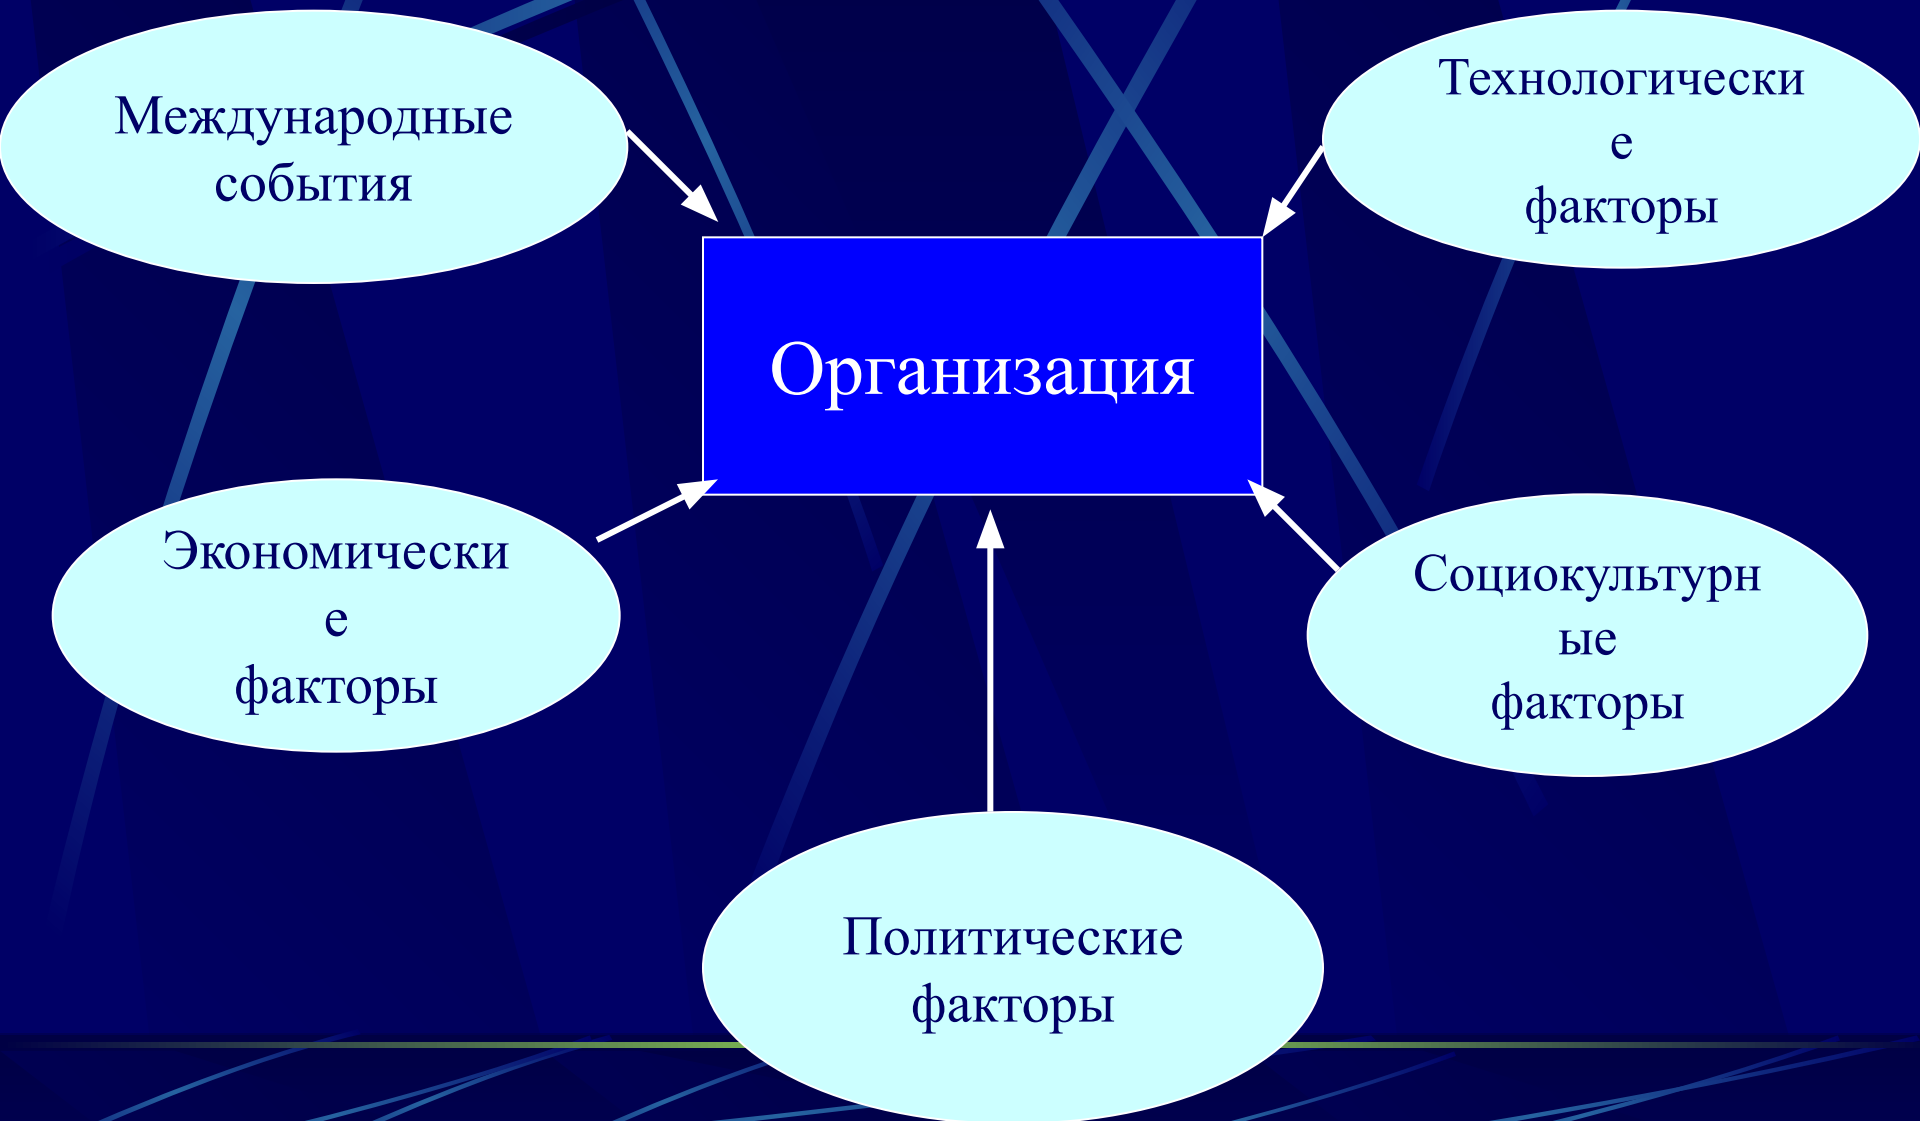 Международные
события
Технологически
е
факторы
Организация
Экономически
е
факторы
Социокультурн
ые
факторы
Политические
факторы